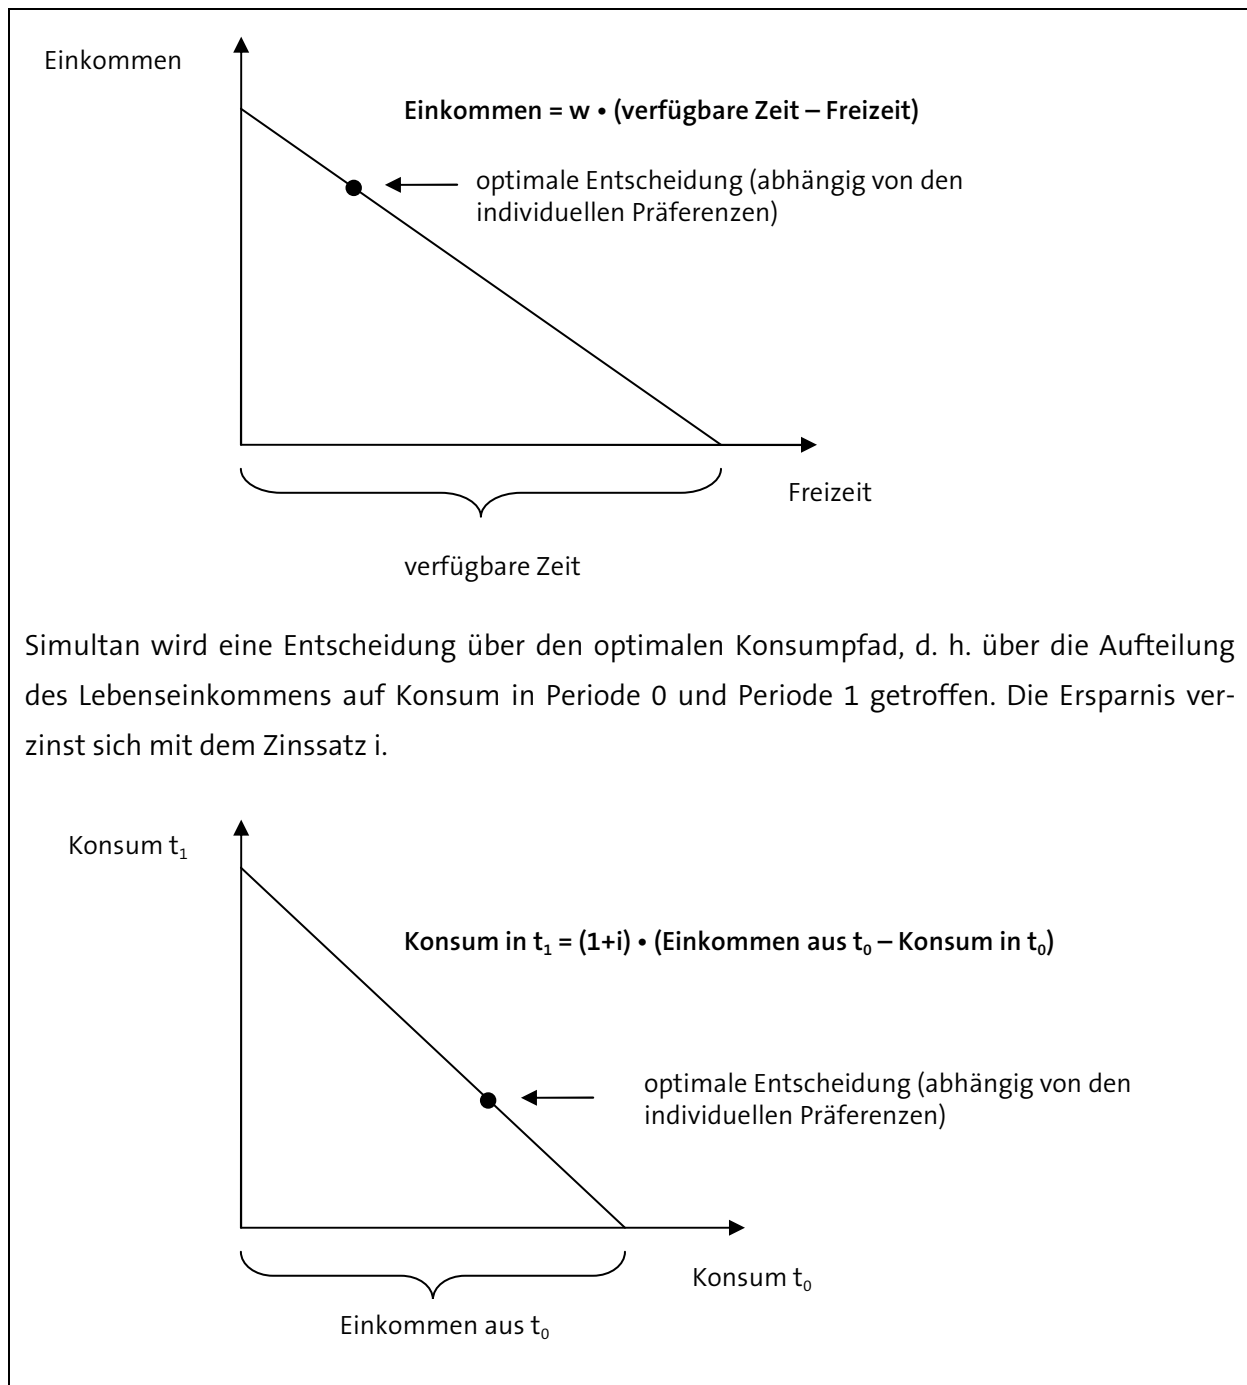 Einkommen
Einkommen = w • (verfügbare Zeit – Freizeit)
optimale Entscheidung (abhängig von den
individuellen Präferenzen)
Freizeit
verfügbare Zeit
Simultan wird eine Entscheidung über den optimalen Konsumpfad, d. h. über die Aufteilung
des Lebenseinkommens auf Konsum in Periode 0 und Periode 1 getroffen. Die Ersparnis ver-
zinst sich mit dem Zinssatz i.
Konsum t₁
Konsum in t₁ = (1+i) • (Einkommen aus t₀ – Konsum in t₀)
optimale Entscheidung (abhängig von den
individuellen Präferenzen)
Konsum t₀
Einkommen aus t₀